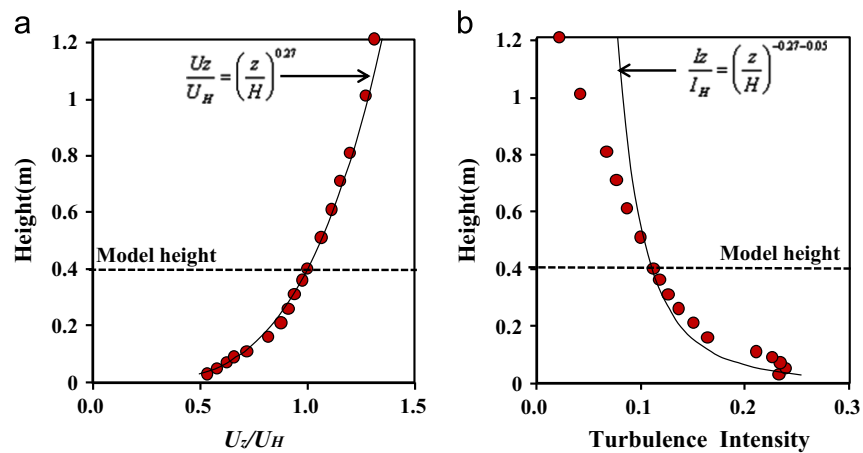 a
1.2
1
0.8
0.6
0.4
0.2
0
Height(m)
Uz/U_H = (z/H)^0.27
Model height
0.0
0.5
1.0
1.5
Uz/UH
b
1.2
1
0.8
0.6
0.4
0.2
0
Height(m)
Iz/I_H = (z/H)^−0.27−0.05
Model height
0.0
0.1
0.2
0.3
Turbulence Intensity